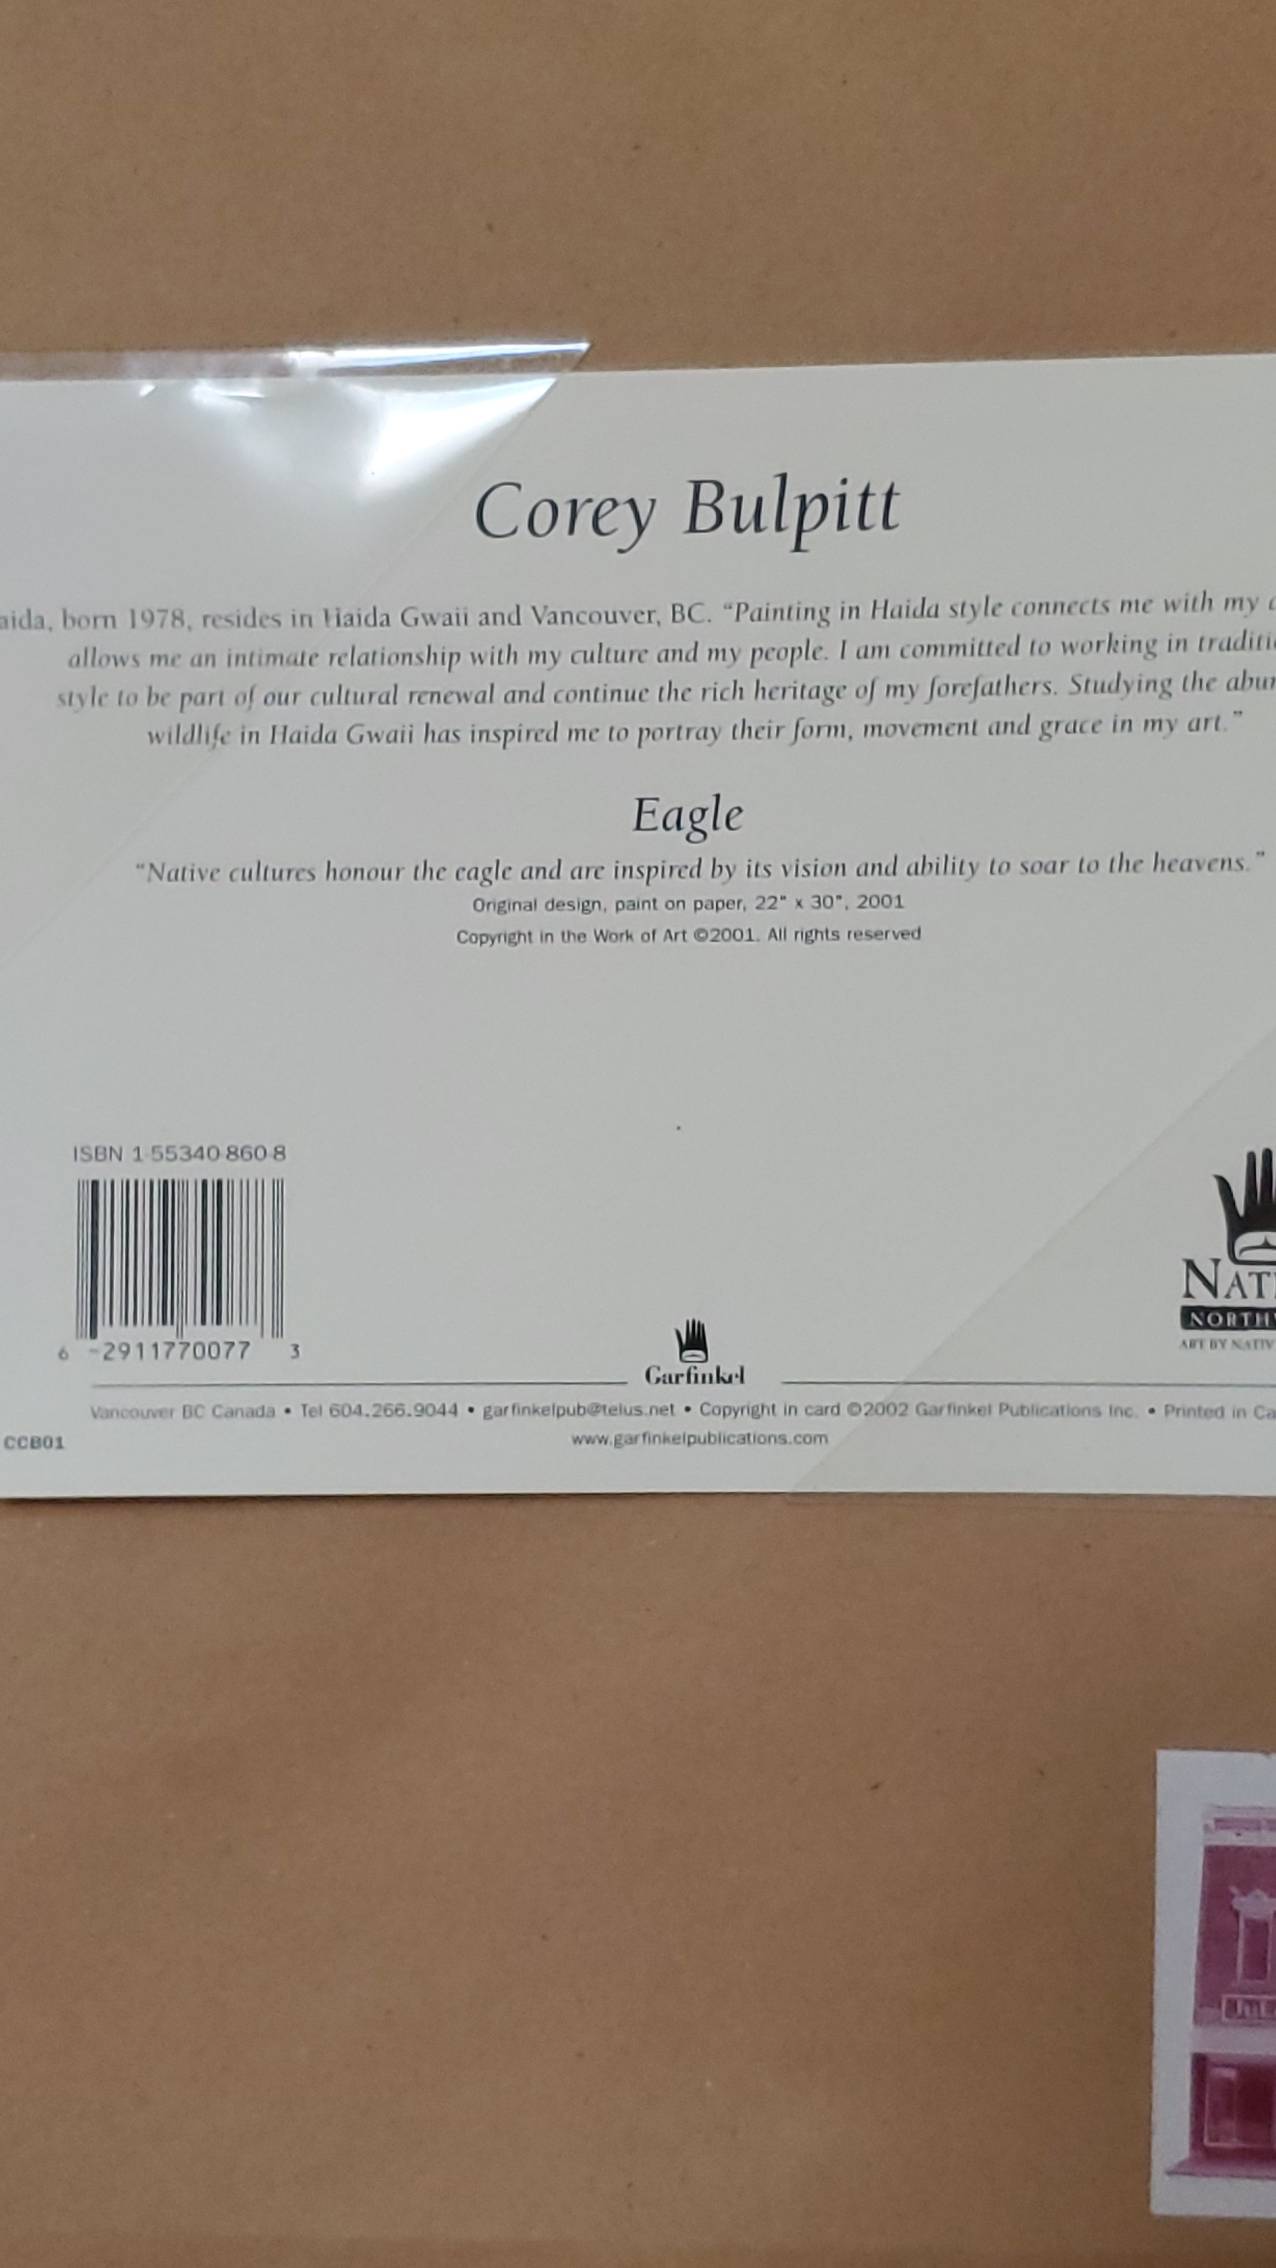 Corey Bulpitt
aida, born 1978, resides in Haida Gwaii and Vancouver, BC. “Painting in Haida style connects me with my
allows me an intimate relationship with my culture and my people. I am committed to working in traditi
style to be part of our cultural renewal and continue the rich heritage of my forefathers. Studying the abun
wildlife in Haida Gwaii has inspired me to portray their form, movement and grace in my art.”
Eagle
“Native cultures honour the eagle and are inspired by its vision and ability to soar to the heavens.”
Original design, paint on paper, 22" x 30", 2001
Copyright in the Work of Art ©2001. All rights reserved
ISBN 1-55340-860-8
6 -2911770077 3
NATI
NORTHW
ART BY NATIV
Garfinkel
Vancouver BC Canada • Tel 604.266.9044 • garfinkelpub@telus.net • Copyright in card ©2002 Garfinkel Publications Inc. • Printed in Ca
CCB01
www.garfinkelpublications.com